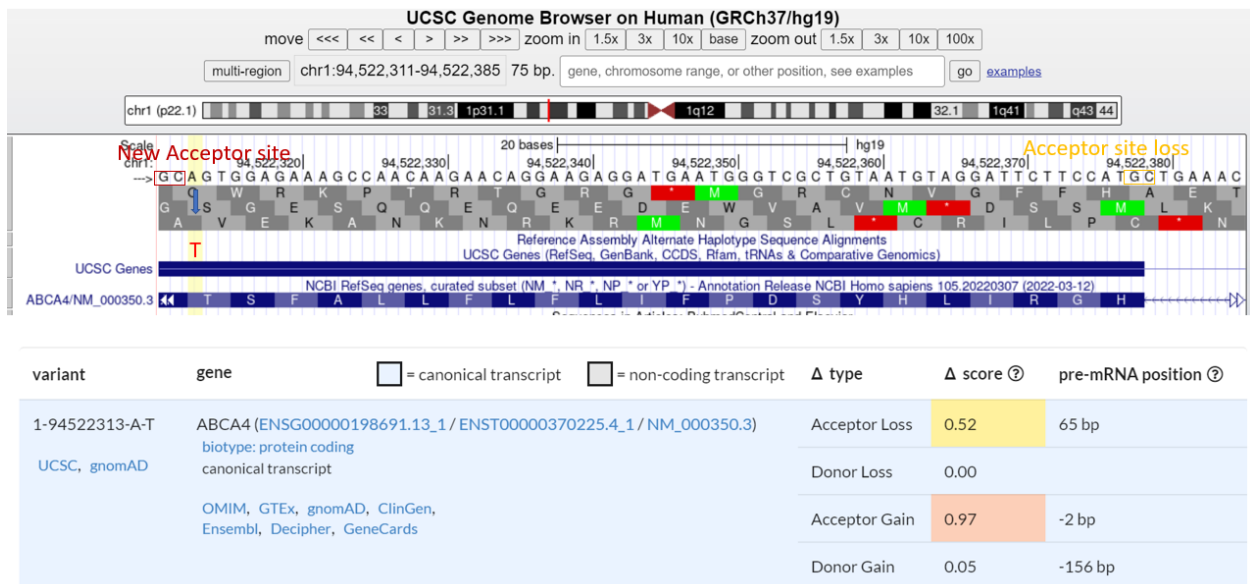 UCSC Genome Browser on Human (GRCh37/hg19)
move <<< << < > >> >>> zoom in 1.5x 3x 10x base zoom out 1.5x 3x 10x 100x
multi-region chr1:94,522,311-94,522,385 75 bp. gene, chromosome range, or other position, see examples go examples
chr1 (p22.1) 33 31.3 1p31.1 1q12 32.1 1q41 q43 44
Scale 20 bases hg19
New Acceptor site Acceptor site loss
chr1: 94,522,320 94,522,330 94,522,340 94,522,350 94,522,360 94,522,370 94,522,380
---> G C A G T G G A G A A A G C C A A C A A G A A C A G G A A G A G G A T G A A T G G G T C G C T G T A A T G T A G G A T T C T T C C A T G C T G A A A C
Q W R K P T R T G R G * M G R C N V G F F H A E T
G S G E S Q Q E Q E E D E W V A V M * D S S M L K
A V E K A N K N R K R M N G S L * C R I L P C * N
T
Reference Assembly Alternate Haplotype Sequence Alignments
UCSC Genes (RefSeq, GenBank, CCDS, Rfam, tRNAs & Comparative Genomics)
UCSC Genes
NCBI RefSeq genes, curated subset (NM_*, NR_*, NP_* or YP_*) - Annotation Release NCBI Homo sapiens 105.20220307 (2022-03-12)
ABCA4/NM_000350.3 T S F A L L F L F L I F P D S Y H L I R G H
variant gene = canonical transcript = non-coding transcript Δ type Δ score ? pre-mRNA position ?
1-94522313-A-T ABCA4 (ENSG00000198691.13_1 / ENST00000370225.4_1 / NM_000350.3) Acceptor Loss 0.52 65 bp
biotype: protein coding
UCSC, gnomAD canonical transcript Donor Loss 0.00
OMIM, GTEx, gnomAD, ClinGen, Acceptor Gain 0.97 -2 bp
Ensembl, Decipher, GeneCards
Donor Gain 0.05 -156 bp